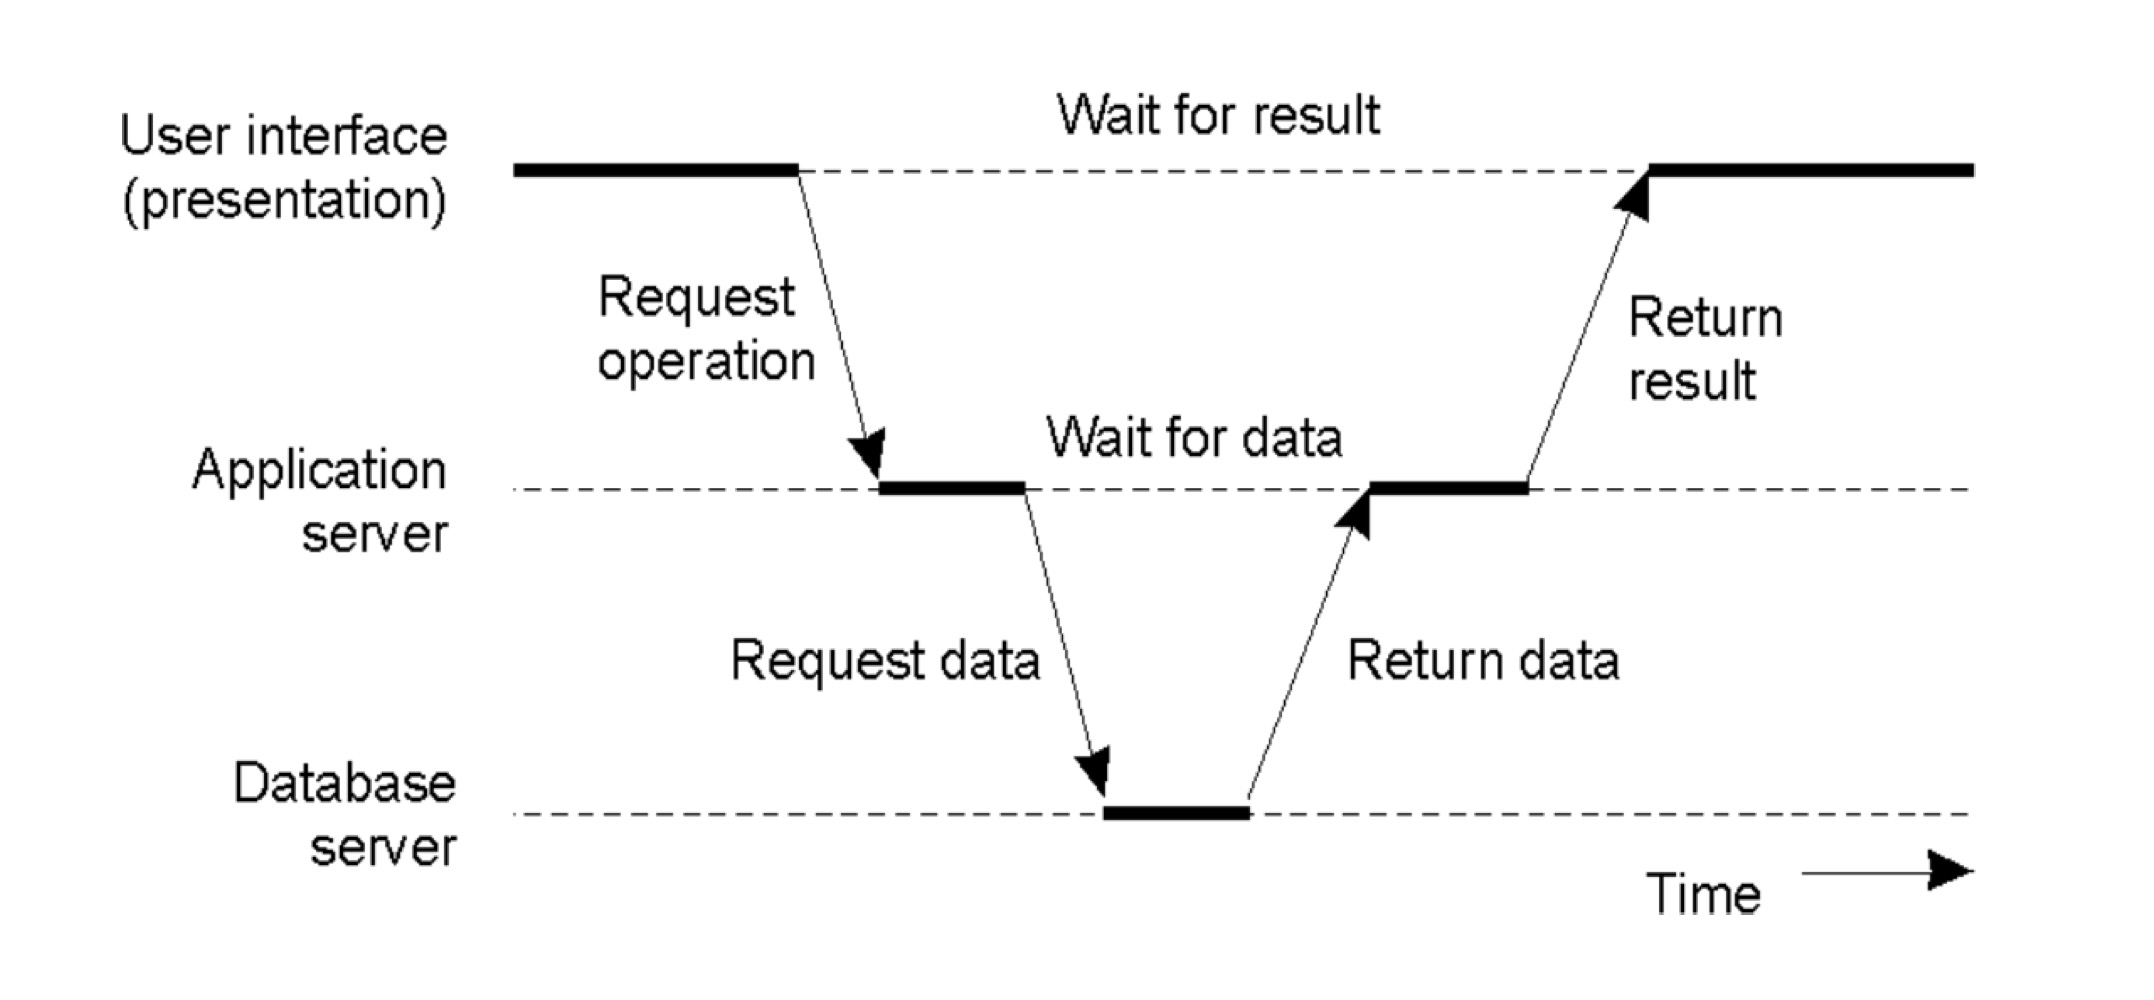 Wait for result
User interface
(presentation)
Request
operation
Return
result
Wait for data
Application
server
Request data
Return data
Database
server
Time